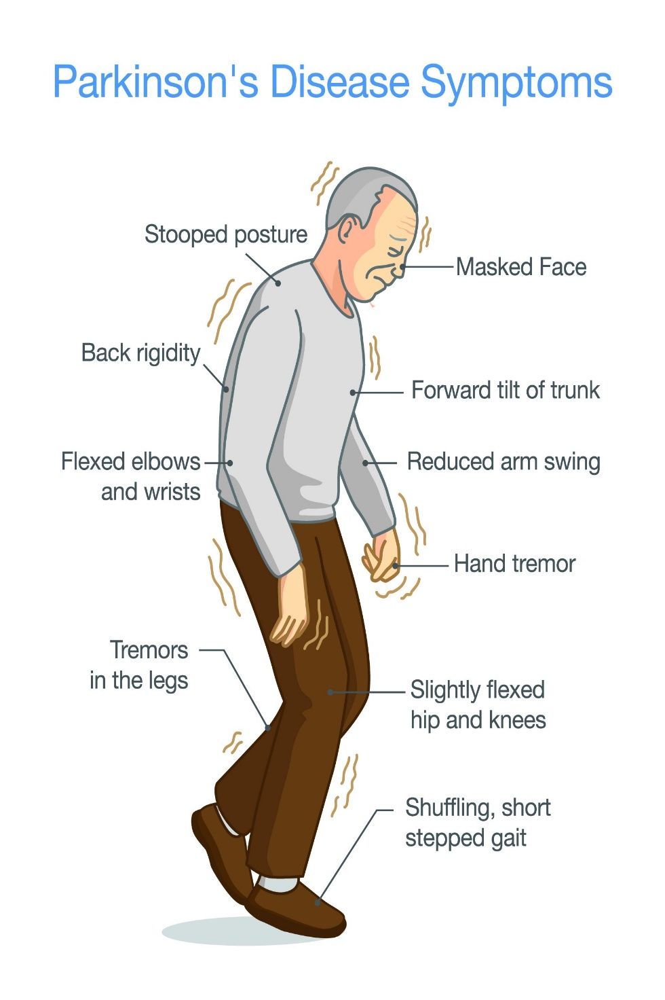 Parkinson's Disease Symptoms
Stooped posture
Masked Face
Back rigidity
Forward tilt of trunk
Flexed elbows
and wrists
Reduced arm swing
Hand tremor
Tremors
in the legs
Slightly flexed
hip and knees
Shuffling, short
stepped gait